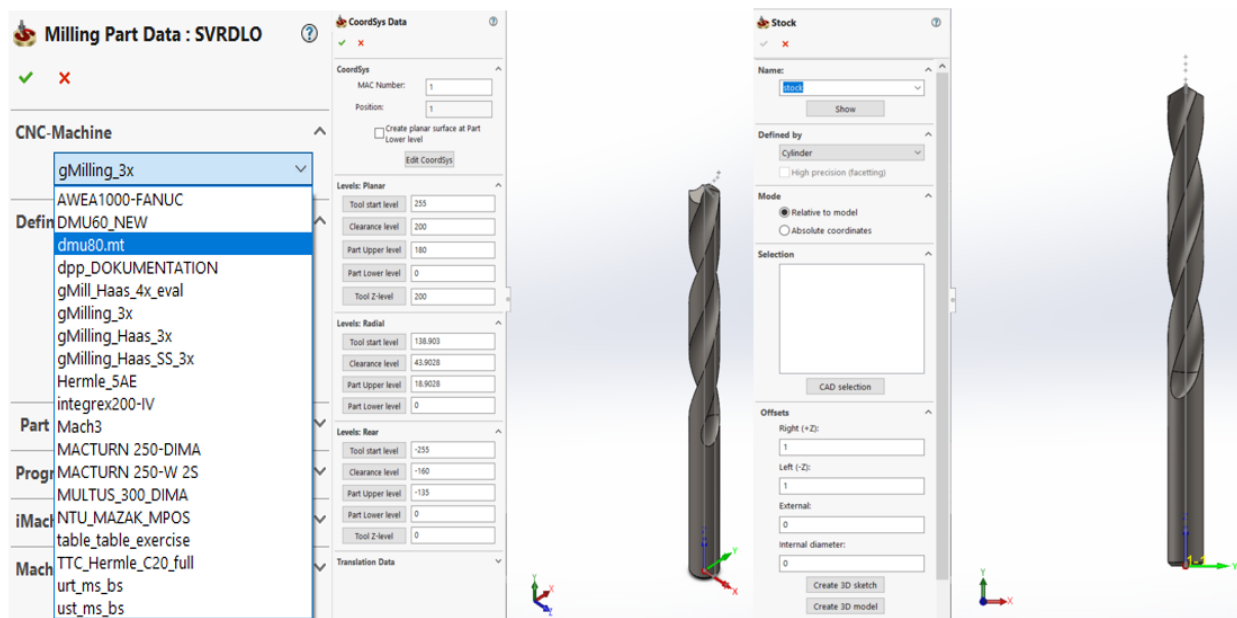 Milling Part Data : SVRDLO
CNC-Machine
gMilling_3x
AWEA1000-FANUC
Defin
DMU60_NEW
dmu80.mt
dpp_DOKUMENTATION
gMill_Haas_4x_eval
gMilling_3x
gMilling_Haas_3x
gMilling_Haas_SS_3x
Hermle_5AE
integrex200-IV
Part
Mach3
MACTURN 250-DIMA
Progr
MACTURN 250-W 2S
MULTUS_300_DIMA
iMach
NTU_MAZAK_MPOS
table_table_exercise
Mach
TTC_Hermle_C20_full
urt_ms_bs
ust_ms_bs
CoordSys Data
CoordSys
MAC Number: 1
Position: 1
Create planar surface at Part
Lower level
Edit CoordSys
Levels: Planar
Tool start level 255
Clearance level 200
Part Upper level 180
Part Lower level 0
Tool Z-level 200
Levels: Radial
Tool start level 138.903
Clearance level 43.9028
Part Upper level 18.9028
Part Lower level 0
Levels: Rear
Tool start level -255
Clearance level -160
Part Upper level -135
Part Lower level 0
Tool Z-level 0
Translation Data
Z
Y
X
Y
X
Z
Stock
Name:
stock
Show
Defined by
Cylinder
High precision (facetting)
Mode
Relative to model
Absolute coordinates
Selection
CAD selection
Offsets
Right (+Z):
1
Left (-Z):
1
External:
0
Internal diameter:
0
Create 3D sketch
Create 3D model
1-1
Y
Y
X